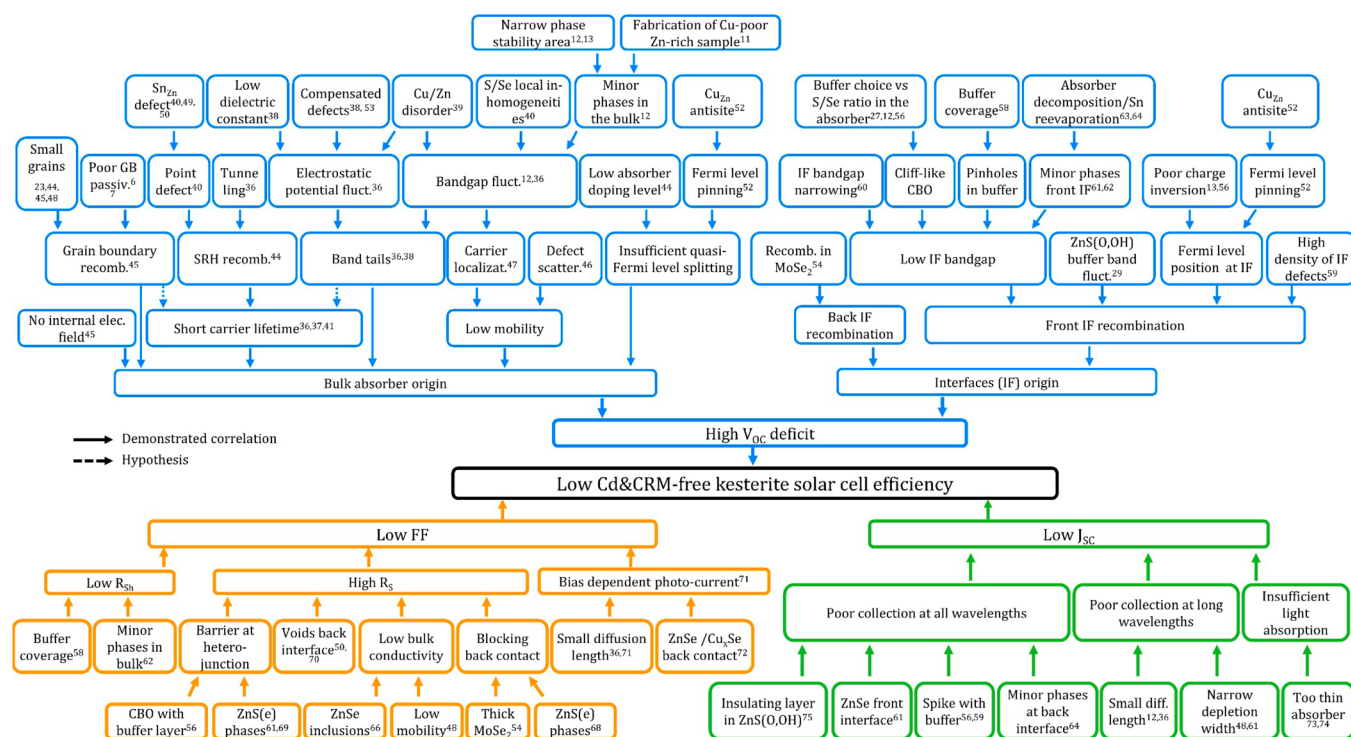 Narrow phase
stability area12,13
Fabrication of Cu-poor
Zn-rich sample11
SnZn
defect40,49,
50
Low
dielectric
constant38
Compensated
defects38, 53
Cu/Zn
disorder39
S/Se local in-
homogeneiti
es40
Minor
phases in
the bulk12
CuZn
antisite52
Buffer choice vs
S/Se ratio in the
absorber27,12,56
Buffer
coverage58
Absorber
decomposition/Sn
reevaporation
63,64
CuZn
antisite52
Small
grains
23,44,
45,48
Poor GB
passiv.6
7
Point
defect40
Tunne
ling36
Electrostatic
potential fluct.36
Bandgap fluct.12,36
Low absorber
doping level44
Fermi level
pinning52
IF bandgap
narrowing60
Cliff-like
CBO
Pinholes
in buffer
Minor phases
front IF61,62
Poor charge
inversion13,56
Fermi level
pinning52
Grain boundary
recomb.45
SRH recomb.44
Band tails36,38
Carrier
localizat.47
Defect
scatter.46
Insufficient quasi-
Fermi level splitting
Recomb. in
MoSe254
Low IF bandgap
ZnS(O,OH)
buffer band
fluct.29
Fermi level
position at IF
High
density of IF
defects59
No internal elec.
field45
Short carrier lifetime36,37,41
Low mobility
Back IF
recombination
Front IF recombination
Bulk absorber origin
Interfaces (IF) origin
High VOC deficit
Demonstrated correlation
Hypothesis
Low Cd&CRM-free kesterite solar cell efficiency
Low FF
Low JSC
Low RSh
High RS
Bias dependent photo-current71
Poor collection at all wavelengths
Poor collection at long
wavelengths
Insufficient
light
absorption
Buffer
coverage58
Minor
phases in
bulk62
Barrier at
hetero-
junction
Voids back
interface50,
70
Low bulk
conductivity
Blocking
back contact
Small diffusion
length36,71
ZnSe /CuxSe
back contact72
CBO with
buffer layer56
ZnS(e)
phases61,69
ZnSe
inclusions66
Low
mobility48
Thick
MoSe254
ZnS(e)
phases68
Insulating layer
in ZnS(O,OH)75
ZnSe front
interface61
Spike with
buffer56,59
Minor phases
at back
interface64
Small diff.
length12,36
Narrow
depletion
width48,61
Too thin
absorber
73,74